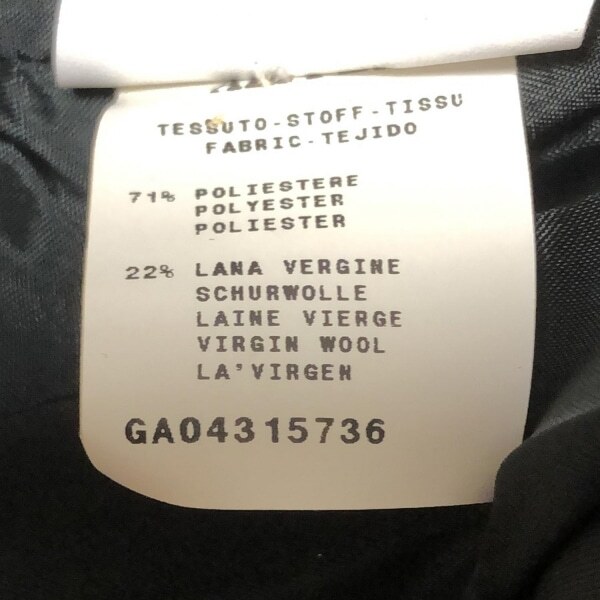 TESSUTO-STOFF-TISSU
FABRIC-TEJIDO
71% POLIESTERE
POLYESTER
POLIESTER
22% LANA VERGINE
SCHURWOLLE
LAINE VIERGE
VIRGIN WOOL
LA'VIRGEN
GA04315736